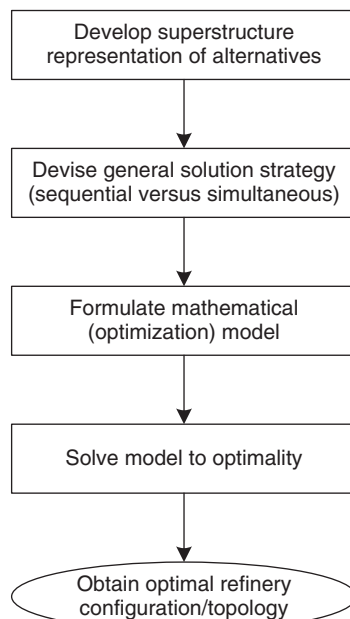 Develop superstructure
representation of alternatives
Devise general solution strategy
(sequential versus simultaneous)
Formulate mathematical
(optimization) model
Solve model to optimality
Obtain optimal refinery
configuration/topology